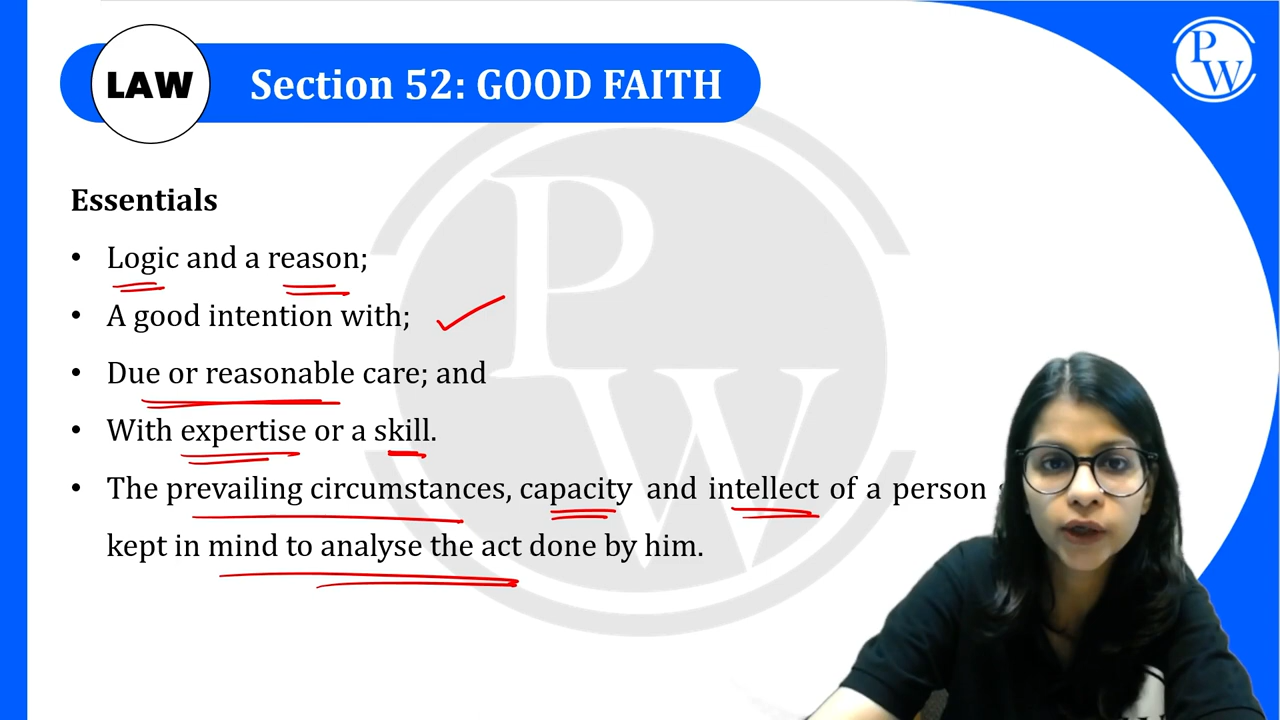 LAW
Section 52: GOOD FAITH
PW
Essentials
• Logic and a reason;
• A good intention with;
• Due or reasonable care; and
• With expertise or a skill.
• The prevailing circumstances, capacity and intellect of a person
kept in mind to analyse the act done by him.
PW